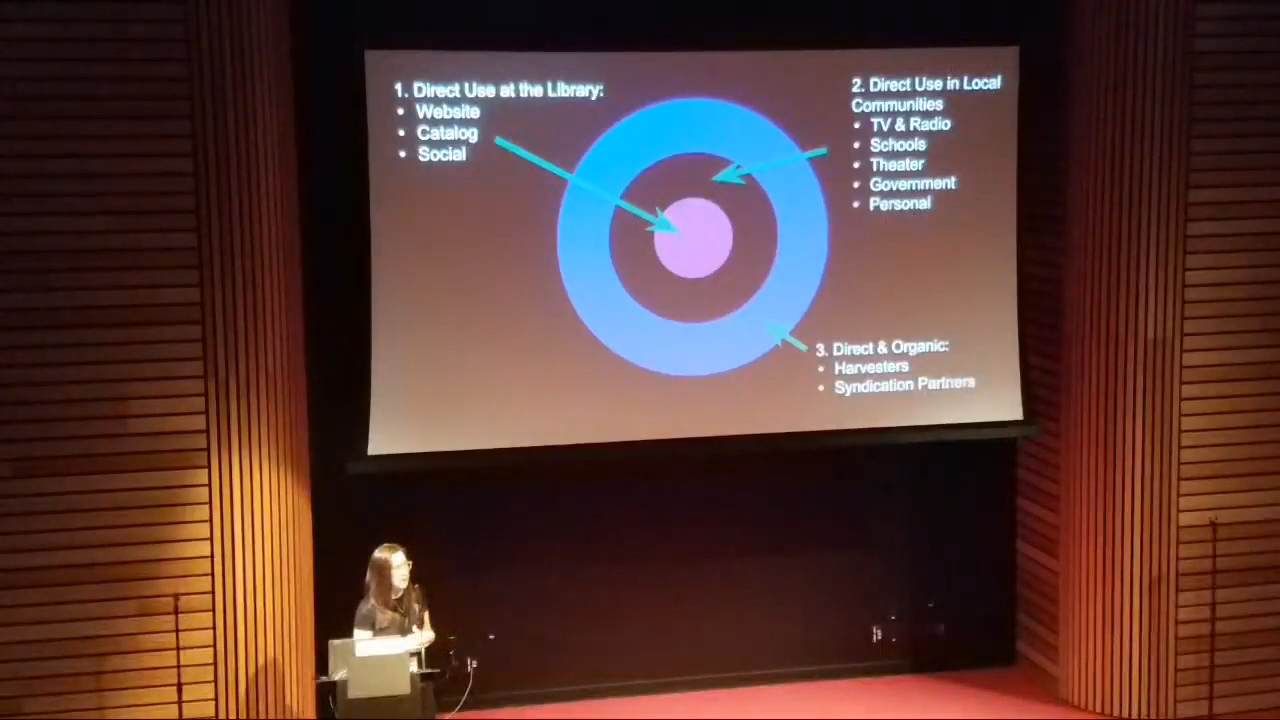 1. Direct Use at the Library:
• Website
• Catalog
• Social
2. Direct Use in Local
Communities
• TV & Radio
• Schools
• Theater
• Government
• Personal
3. Direct & Organic:
• Harvesters
• Syndication Partners